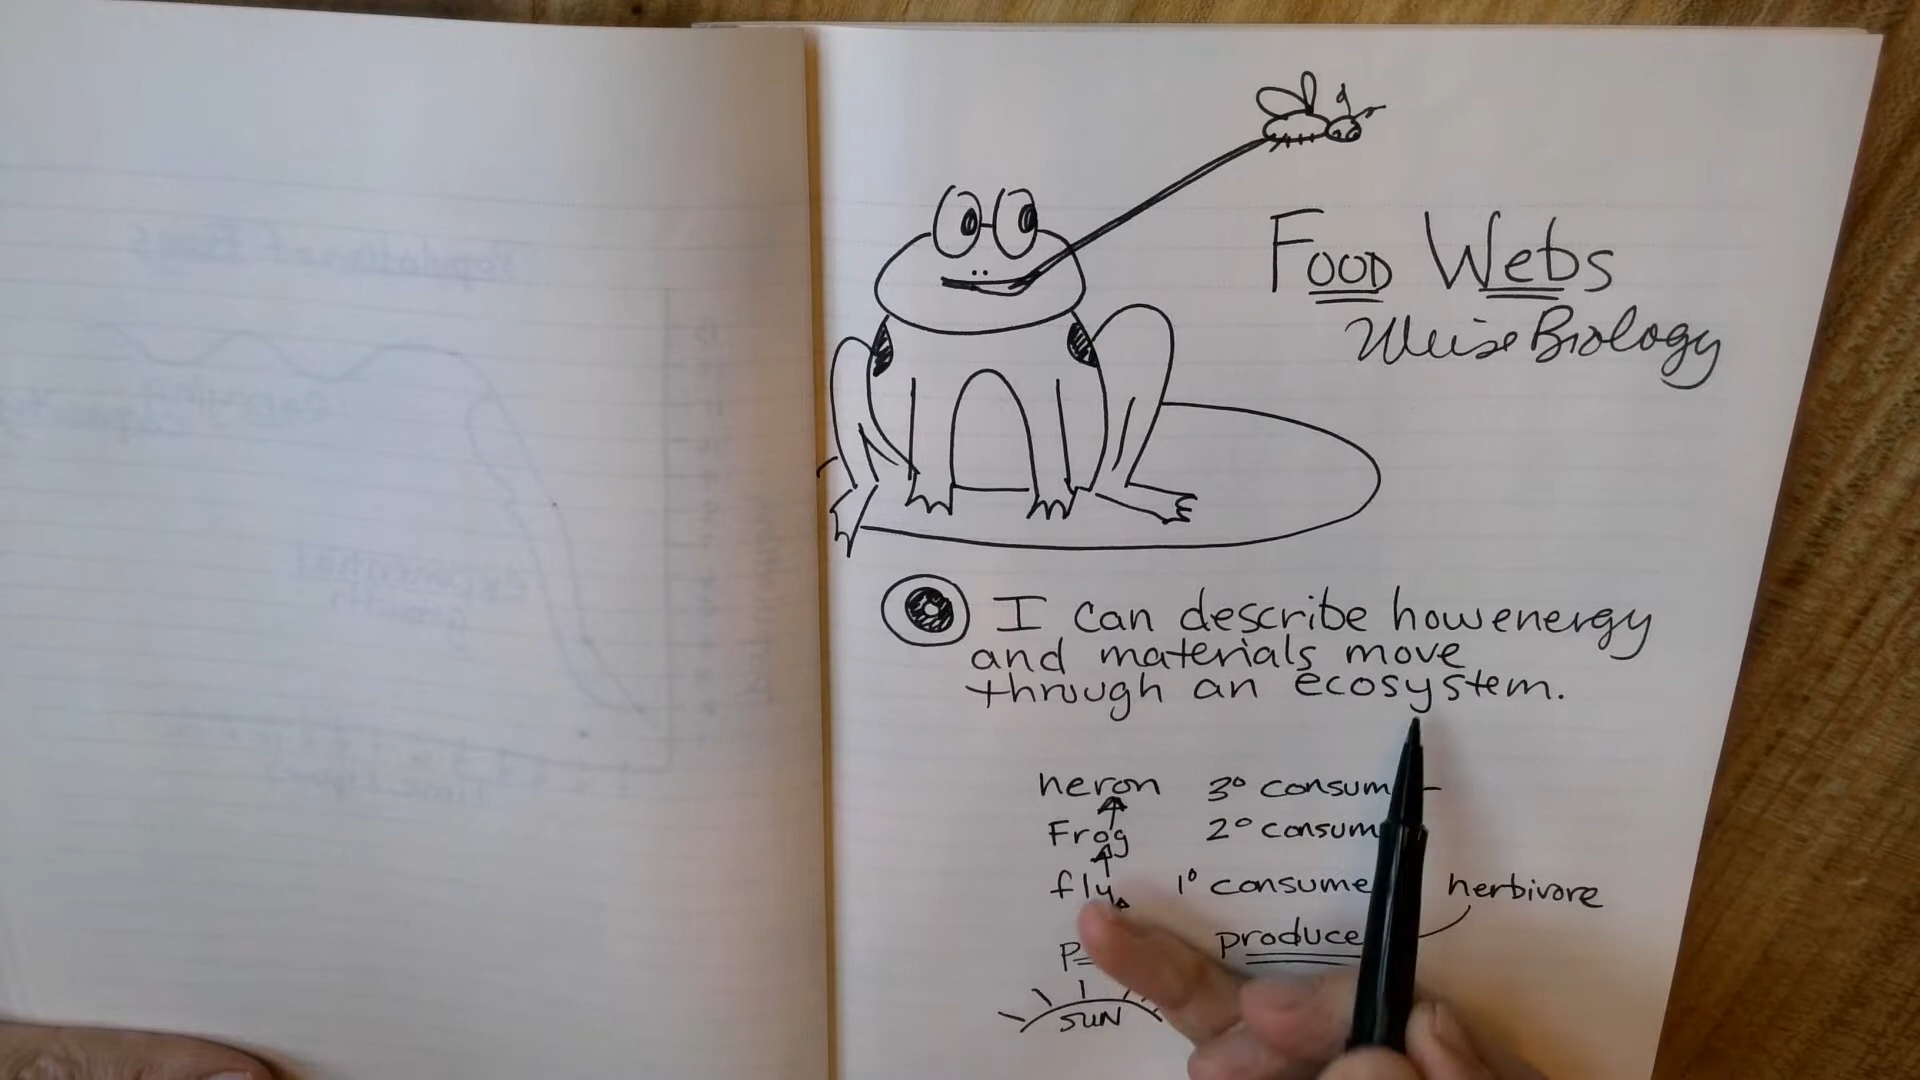 Food Webs
Weise Biology
I can describe how energy
and materials move
through an ecosystem.
heron 3° consum
Frog 2° consum
fly 1° consume herbivore
P produce
SUN